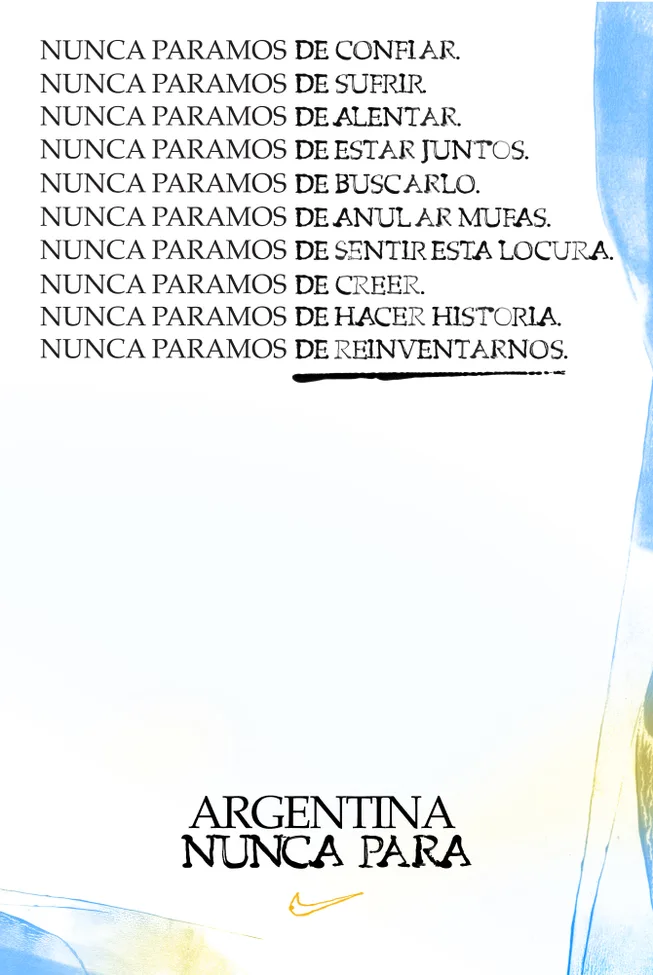 NUNCA PARAMOS DE CONFIAR.
NUNCA PARAMOS DE SUFRIR.
NUNCA PARAMOS DE ALENTAR.
NUNCA PARAMOS DE ESTAR JUNTOS.
NUNCA PARAMOS DE BUSCARLO.
NUNCA PARAMOS DE ANULAR MUFAS.
NUNCA PARAMOS DE SENTIR ESTA LOCURA.
NUNCA PARAMOS DE CREER.
NUNCA PARAMOS DE HACER HISTORIA.
NUNCA PARAMOS DE REINVENTARNOS.
ARGENTINA
NUNCA PARA